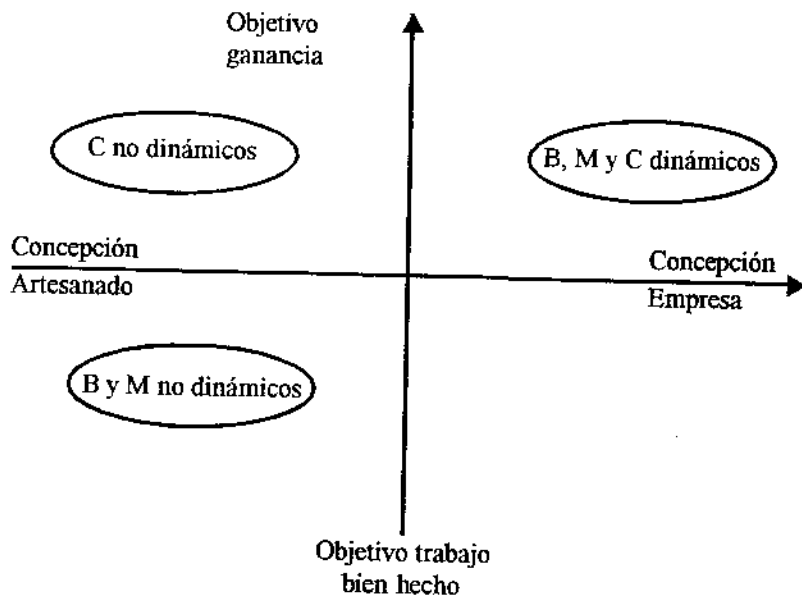 Objetivo
ganancia
C no dinámicos
B, M y C dinámicos
Concepción
Artesanado
Concepción
Empresa
B y M no dinámicos
Objetivo trabajo
bien hecho